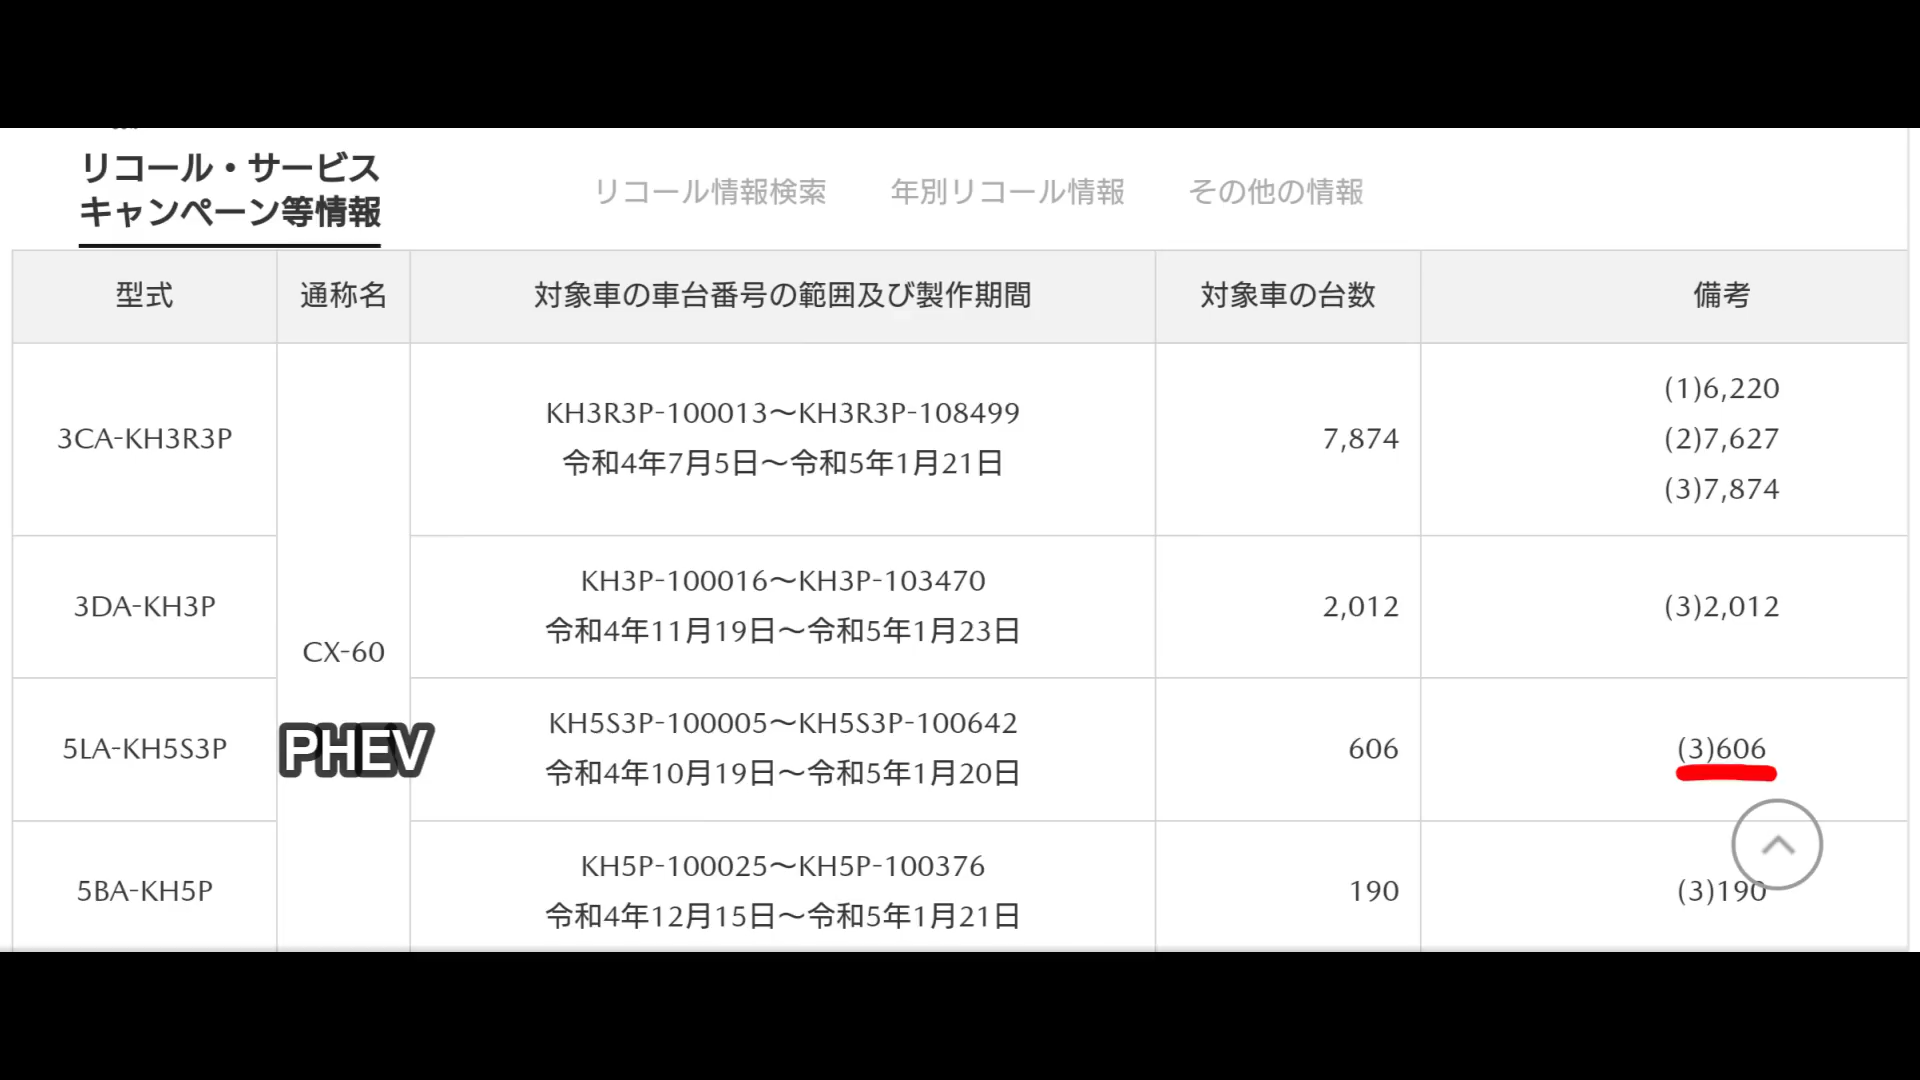 リコール・サービス
キャンペーン等情報
リコール情報検索
年別リコール情報
その他の情報
型式
通称名
対象車の車台番号の範囲及び製作期間
対象車の台数
備考
3CA-KH3R3P
KH3R3P-100013～KH3R3P-108499
令和4年7月5日～令和5年1月21日
7,874
(1)6,220
(2)7,627
(3)7,874
3DA-KH3P
CX-60
KH3P-100016～KH3P-103470
令和4年11月19日～令和5年1月23日
2,012
(3)2,012
5LA-KH5S3P
PHEV
KH5S3P-100005～KH5S3P-100642
令和4年10月19日～令和5年1月20日
606
(3)606
5BA-KH5P
KH5P-100025～KH5P-100376
令和4年12月15日～令和5年1月21日
190
(3)190